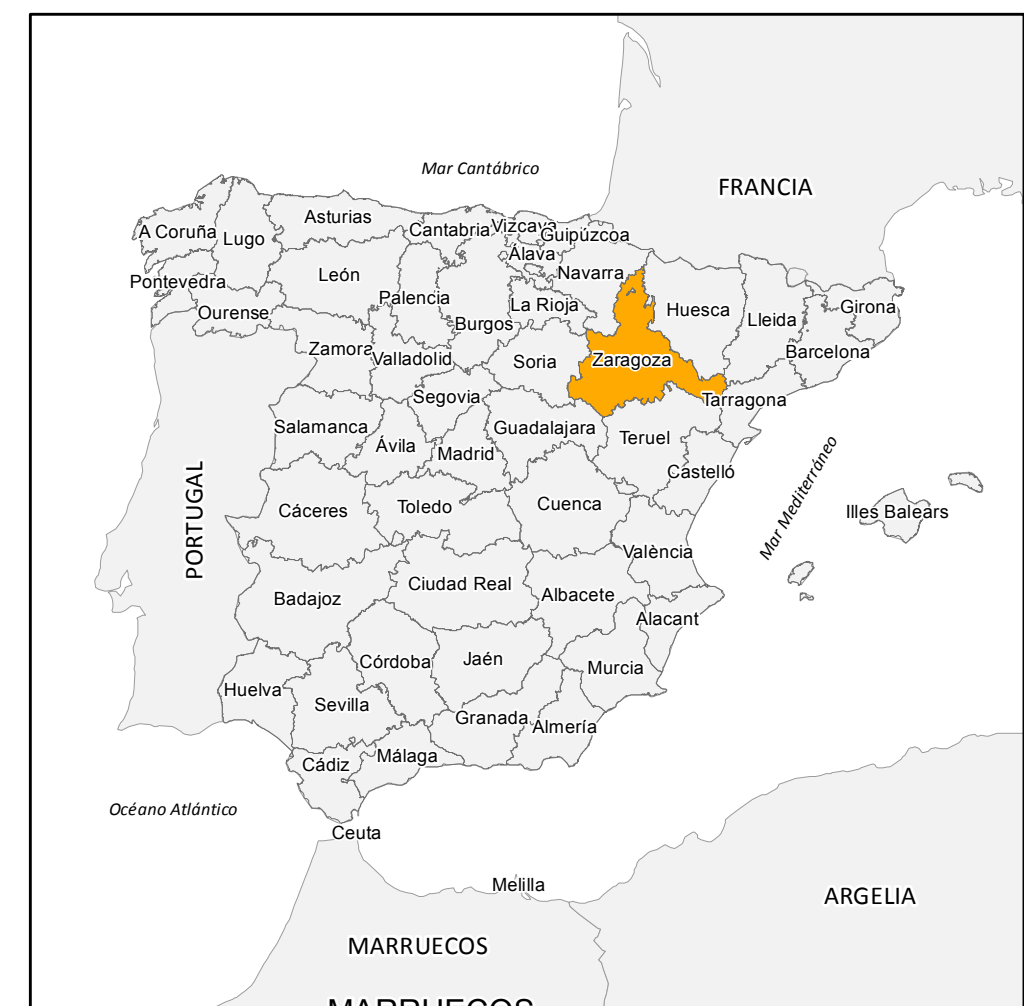 Mar Cantábrico
FRANCIA
A Coruña
Lugo
Asturias
Cantabria
Vizcaya
Guipúzcoa
Álava
Navarra
Pontevedra
Ourense
León
Palencia
Burgos
La Rioja
Huesca
Lleida
Girona
Barcelona
Zamora
Valladolid
Soria
Zaragoza
Segovia
Tarragona
Salamanca
Ávila
Madrid
Guadalajara
Teruel
Castelló
Mar Mediterráneo
PORTUGAL
Cáceres
Toledo
Cuenca
Illes Balears
València
Badajoz
Ciudad Real
Albacete
Alacant
Córdoba
Jaén
Murcia
Huelva
Sevilla
Granada
Almería
Cádiz
Málaga
Océano Atlántico
Ceuta
Melilla
ARGELIA
MARRUECOS
MARRUECOS